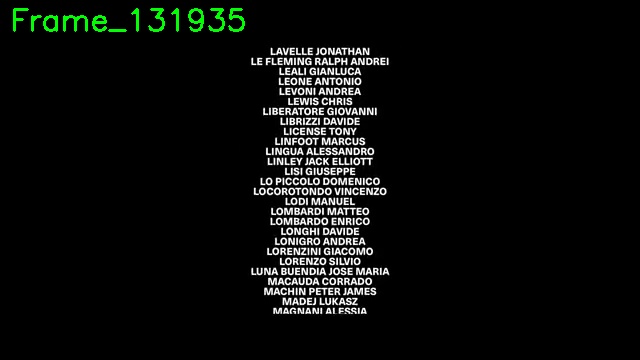 Frame_131935
LAVELLE JONATHAN
LE FLEMING RALPH ANDREI
LEALI GIANLUCA
LEONE ANTONIO
LEVONI ANDREA
LEWIS CHRIS
LIBERATORE GIOVANNI
LIBRIZZI DAVIDE
LICENSE TONY
LINFOOT MARCUS
LINGUA ALESSANDRO
LINLEY JACK ELLIOTT
LISI GIUSEPPE
LO PICCOLO DOMENICO
LOCOROTONDO VINCENZO
LODI MANUEL
LOMBARDI MATTEO
LOMBARDO ENRICO
LONGHI DAVIDE
LONIGRO ANDREA
LORENZINI GIACOMO
LORENZO SILVIO
LUNA BUENDIA JOSE MARIA
MACAUDA CORRADO
MACHIN PETER JAMES
MADEJ LUKASZ
MAGNANI ALESSIA